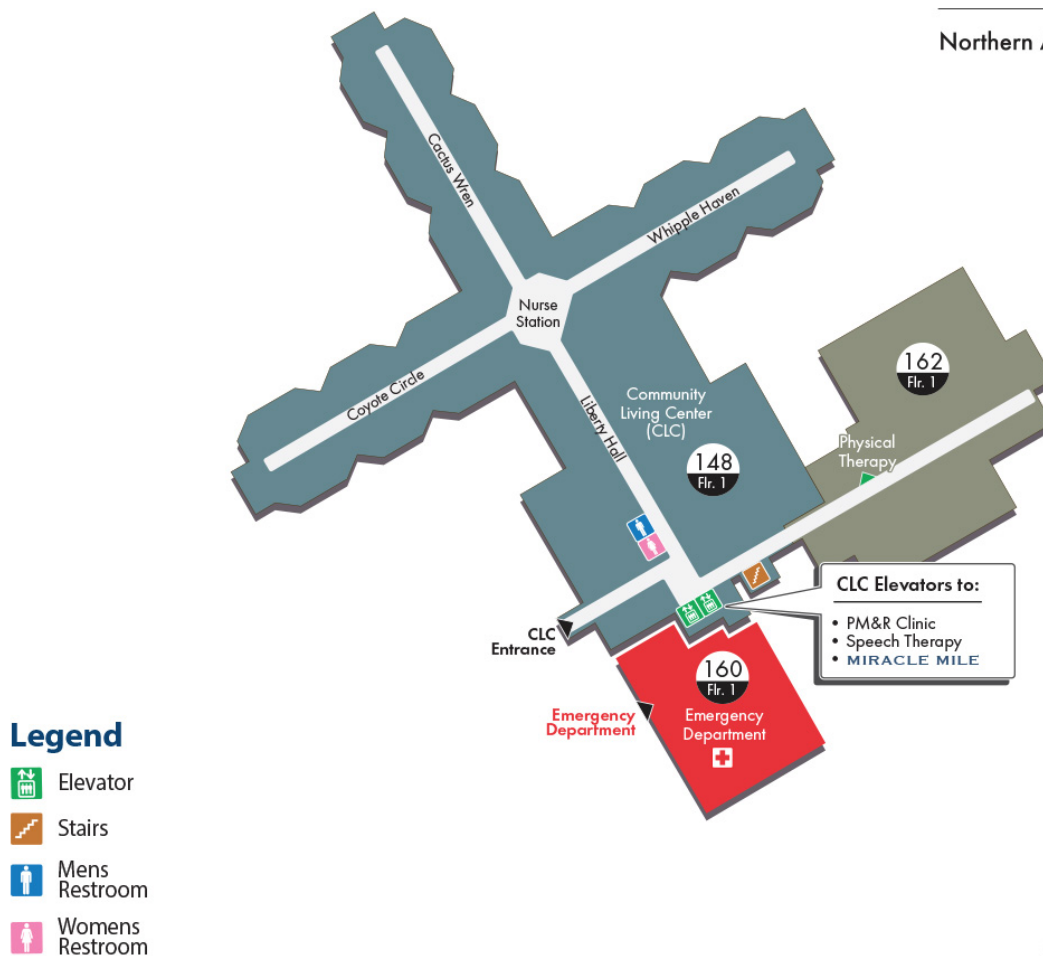 Northern
Cactus Wren
Whipple Haven
Nurse
Station
Coyote Circle
Liberty Hall
Community
Living Center
(CLC)
148
Flr. 1
162
Flr. 1
Physical
Therapy
CLC Elevators to:
• PM&R Clinic
• Speech Therapy
• MIRACLE MILE
CLC
Entrance
160
Flr. 1
Emergency
Department
Emergency
Department
Legend
Elevator
Stairs
Mens
Restroom
Womens
Restroom